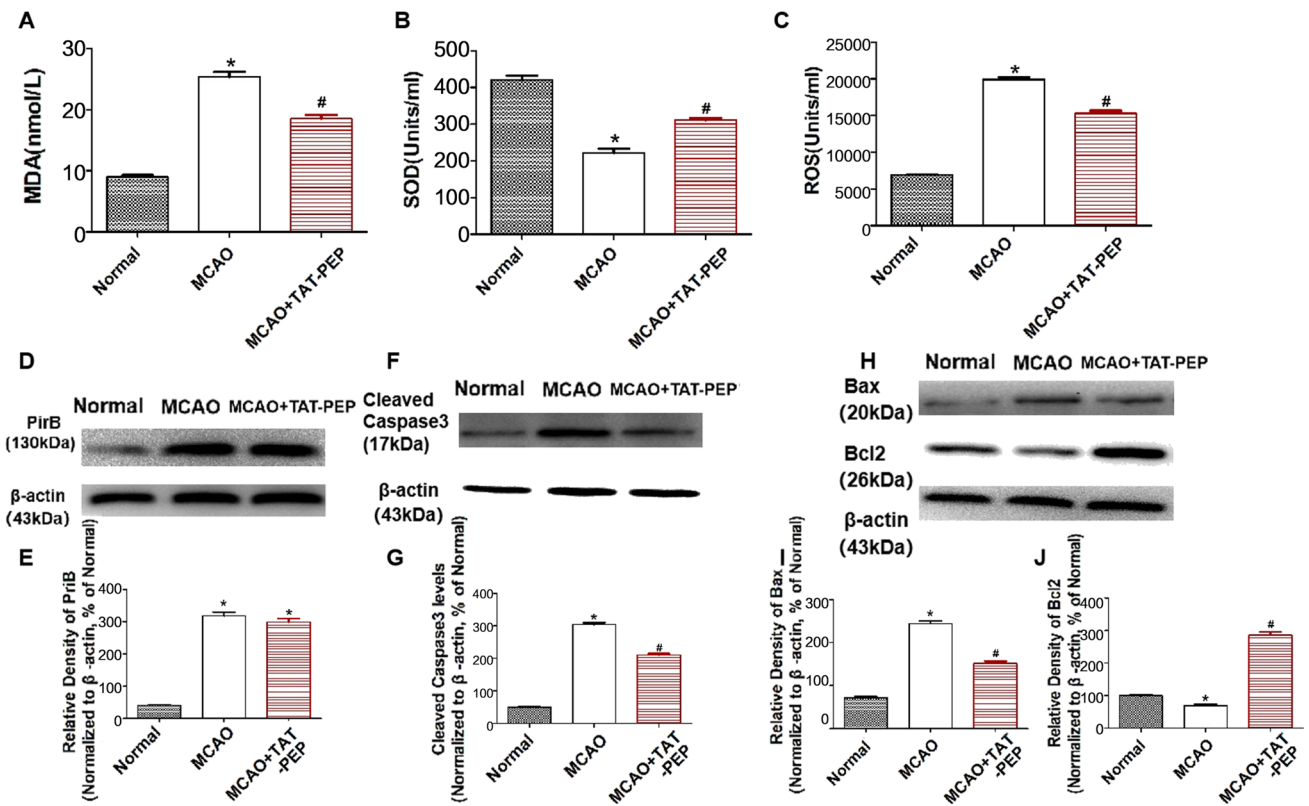 A
MDA(nmol/L)
30
20
10
0
*
#
Normal
MCAO
MCAO+TAT-PEP
B
SOD(Units/ml)
500
400
300
200
100
0
*
#
Normal
MCAO
MCAO+TAT-PEP
C
ROS(Units/ml)
25000
20000
15000
10000
5000
0
*
#
Normal
MCAO
MCAO+TAT-PEP
D
Normal MCAO MCAO+TAT-PEP
PirB
(130kDa)
β-actin
(43kDa)
E
Relative Density of PriB
(Normalized to β -actin, % of Normal)
400
300
200
100
0
*
*
Normal
MCAO
MCAO+TAT
-PEP
F
Normal MCAO MCAO+TAT-PEP
Cleaved
Caspase3
(17kDa)
β-actin
(43kDa)
G
Cleaved Caspase3 levels
(Normalized to β -actin, % of Normal)
400
300
200
100
0
*
#
Normal
MCAO
MCAO+TAT
-PEP
H
Normal MCAO MCAO+TAT-PEP
Bax
(20kDa)
Bcl2
(26kDa)
β-actin
(43kDa)
I
Relative Density of Bax
(Normalized to β -actin, % of Normal)
300
200
100
0
*
#
Normal
MCAO
MCAO+TAT
-PEP
J
Relative Density of Bcl2
(Normalized to β -actin, % of Normal)
400
300
200
100
0
*
#
Normal
MCAO
MCAO+TAT
-PEP